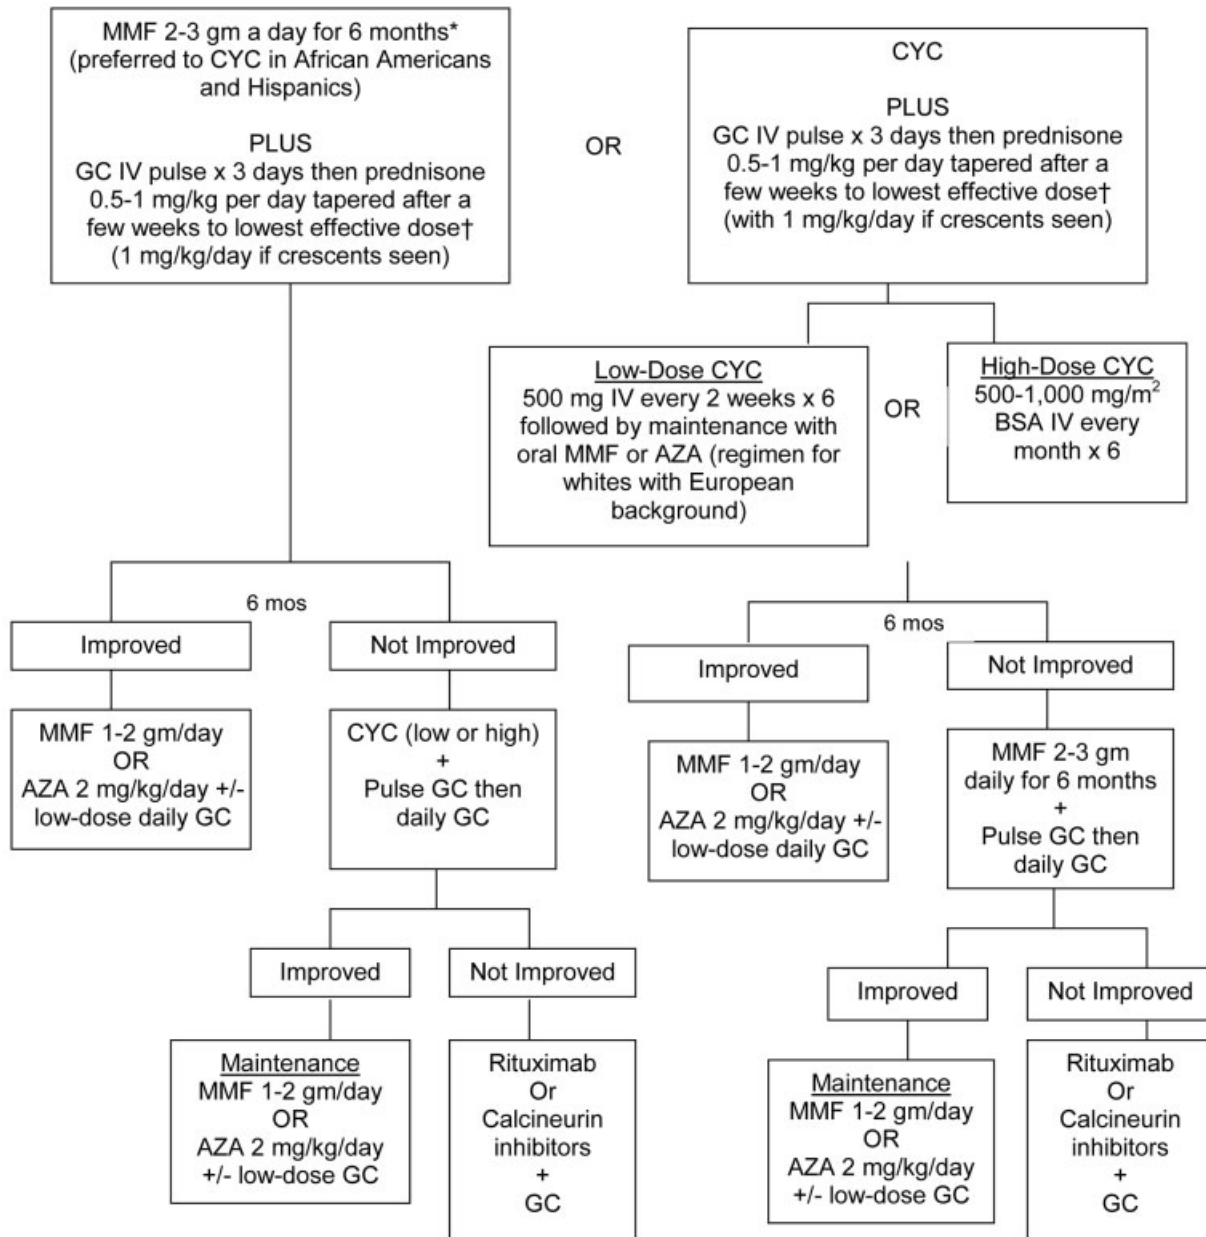 MMF 2-3 gm a day for 6 months*
(preferred to CYC in African Americans
and Hispanics)
PLUS
GC IV pulse x 3 days then prednisone
0.5-1 mg/kg per day tapered after a
few weeks to lowest effective dose†
(1 mg/kg/day if crescents seen)
OR
CYC
PLUS
GC IV pulse x 3 days then prednisone
0.5-1 mg/kg per day tapered after a
few weeks to lowest effective dose†
(with 1 mg/kg/day if crescents seen)
Low-Dose CYC
500 mg IV every 2 weeks x 6
followed by maintenance with
oral MMF or AZA (regimen for
whites with European
background)
OR
High-Dose CYC
500-1,000 mg/m²
BSA IV every
month x 6
6 mos
Improved
Not Improved
MMF 1-2 gm/day
OR
AZA 2 mg/kg/day +/-
low-dose daily GC
CYC (low or high)
+
Pulse GC then
daily GC
Improved
Not Improved
Maintenance
MMF 1-2 gm/day
OR
AZA 2 mg/kg/day
+/- low-dose GC
Rituximab
Or
Calcineurin
inhibitors
+
GC
6 mos
Improved
Not Improved
MMF 1-2 gm/day
OR
AZA 2 mg/kg/day +/-
low-dose daily GC
MMF 2-3 gm
daily for 6 months
+
Pulse GC then
daily GC
Improved
Not Improved
Maintenance
MMF 1-2 gm/day
OR
AZA 2 mg/kg/day
+/- low-dose GC
Rituximab
Or
Calcineurin
inhibitors
+
GC